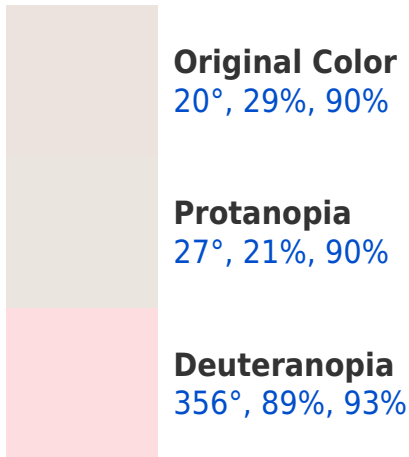 Original Color
20°, 29%, 90%
Protanopia
27°, 21%, 90%
Deuteranopia
356°, 89%, 93%